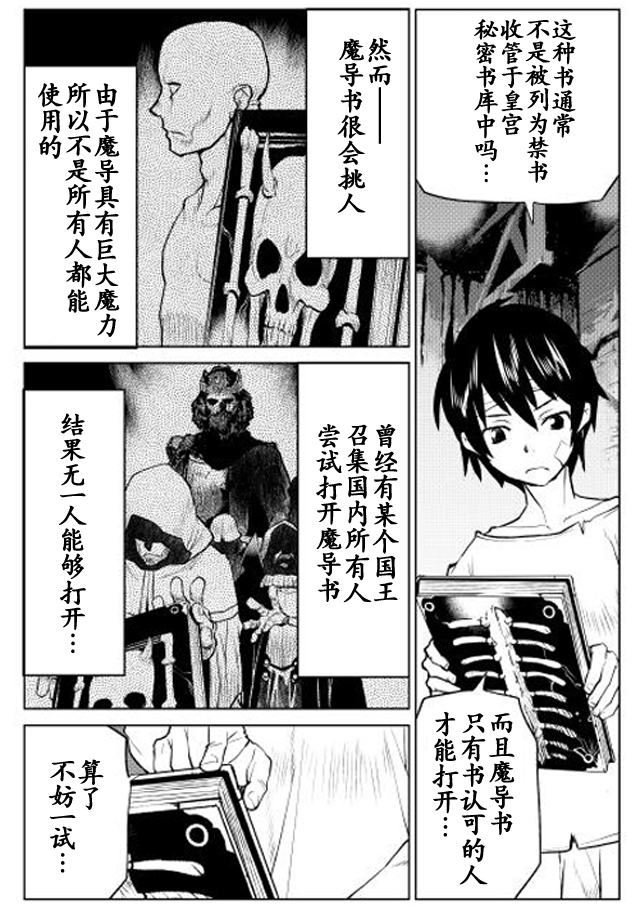 这种书通常
不是被列为禁书
收管于皇宫
秘密书库中吗…
而且魔导书
只有书认可的人
才能打开…
然而——
魔导书很会挑人
由于魔导具有巨大魔力
所以不是所有人都能
使用的
曾经有某个国王
召集国内所有人
尝试打开魔导书
结果无一人能够打开…
算了
不妨一试…